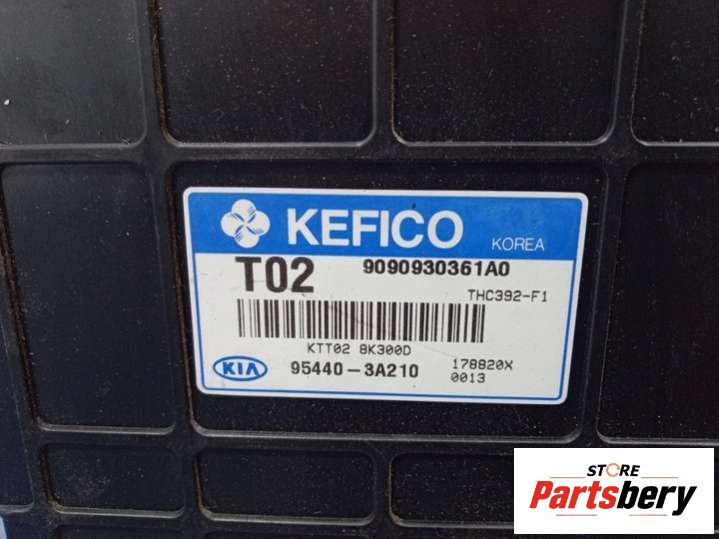 KEFICO
KOREA
T02
9090930361A0
THC392-F1
KTT02 8K300D
KIA
95440-3A210
178820X
0013
STORE
Partsbery